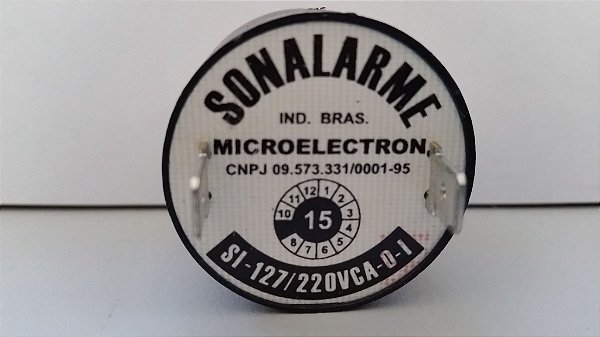 SONALARME
IND. BRAS.
MICROELECTRON
CNPJ 09.573.331/0001-95
11 12 1 2
10 15 3
8 7 6 5 4
SI-127/220VCA-0-I